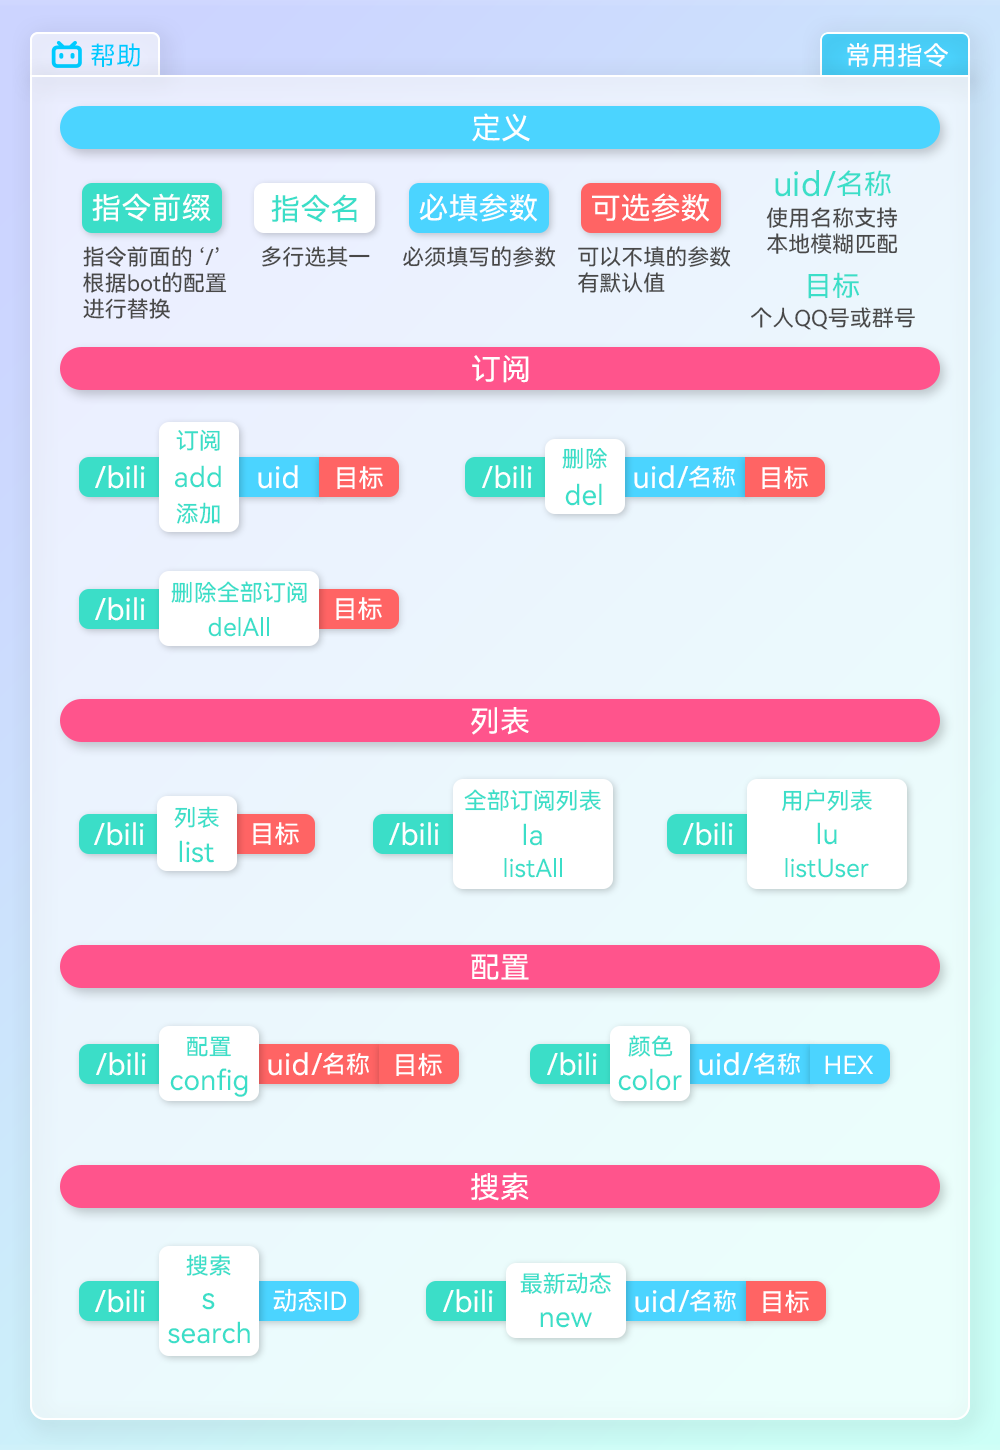 帮助
常用指令
定义
指令前缀
指令前面的 ‘/’
根据bot的配置
进行替换
指令名
多行选其一
必填参数
必须填写的参数
可选参数
可以不填的参数
有默认值
uid/名称
使用名称支持
本地模糊匹配
目标
个人QQ号或群号
订阅
/bili
订阅
add
添加
uid
目标
/bili
删除
del
uid/名称
目标
/bili
删除全部订阅
delAll
目标
列表
/bili
列表
list
目标
/bili
全部订阅列表
la
listAll
/bili
用户列表
lu
listUser
配置
/bili
配置
config
uid/名称
目标
/bili
颜色
color
uid/名称
HEX
搜索
/bili
搜索
s
search
动态ID
/bili
最新动态
new
uid/名称
目标